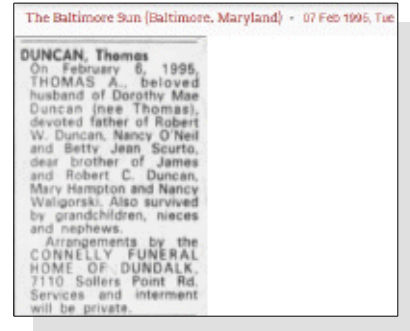 The Baltimore Sun (Baltimore, Maryland) - 07 Feb 1995, Tue
DUNCAN, Thomas
On February 6, 1995,
THOMAS A., beloved
husband of Dorothy Mae
Duncan (nee Thomas),
devoted father of Robert
W. Duncan, Nancy O'Neil
and Betty Jean Scurto,
dear brother of James
and Robert C. Duncan,
Mary Hampton and Nancy
Waligorski. Also survived
by grandchildren, nieces
and nephews.
Arrangements by the
CONNELLY FUNERAL
HOME OF DUNDALK,
7110 Sollers Point Rd.
Services and interment
will be private.